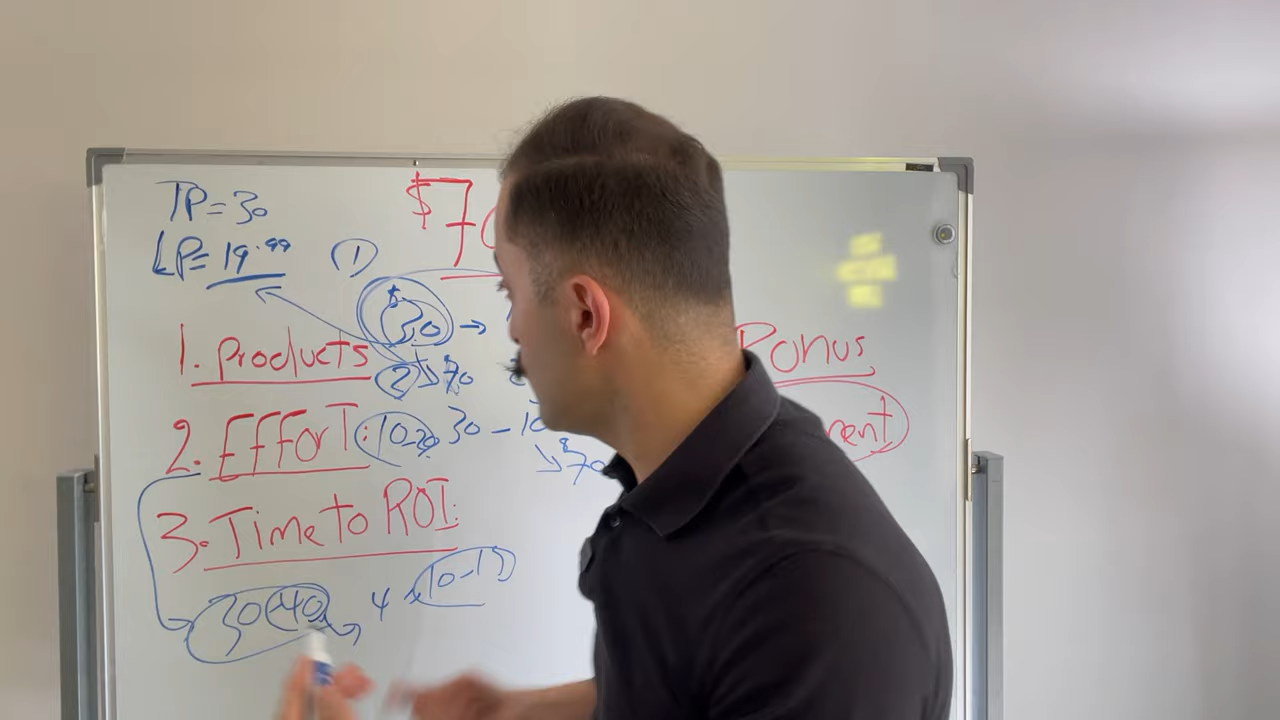 TP=30
LP=19.99
1
$70
$30 →
1. Products
2 ↘ 70
Ponus
2. EFFORT: 10-20 30 - 10
↘ $70
3. Time to ROI:
30-40 4 10-15